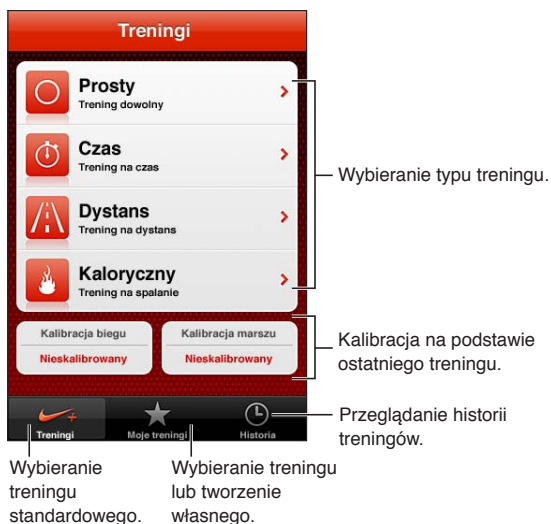 Treningi
Prosty
Trening dowolny
Czas
Trening na czas
Dystans
Trening na dystans
Kaloryczny
Trening na spalanie
Wybieranie typu treningu.
Kalibracja biegu
Nieskalibrowany
Kalibracja marszu
Nieskalibrowany
Kalibracja na podstawie
ostatniego treningu.
Treningi
Moje treningi
Historia
Przeglądanie historii
treningów.
Wybieranie
treningu
standardowego.
Wybieranie treningu
lub tworzenie
własnego.